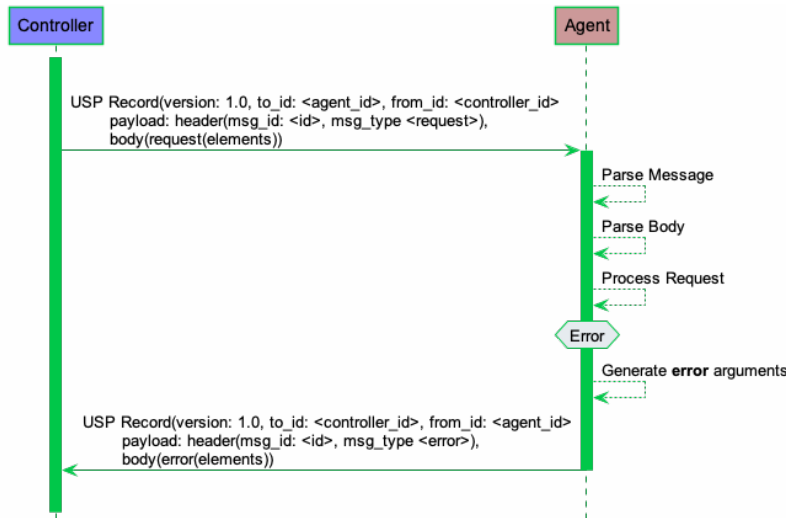 Controller
Agent
USP Record(version: 1.0, to_id: <agent_id>, from_id: <controller_id>
payload: header(msg_id: <id>, msg_type <request>),
body(request(elements))
Parse Message
Parse Body
Process Request
Error
Generate error arguments
USP Record(version: 1.0, to_id: <controller_id>, from_id: <agent_id>
payload: header(msg_id: <id>, msg_type <error>),
body(error(elements))